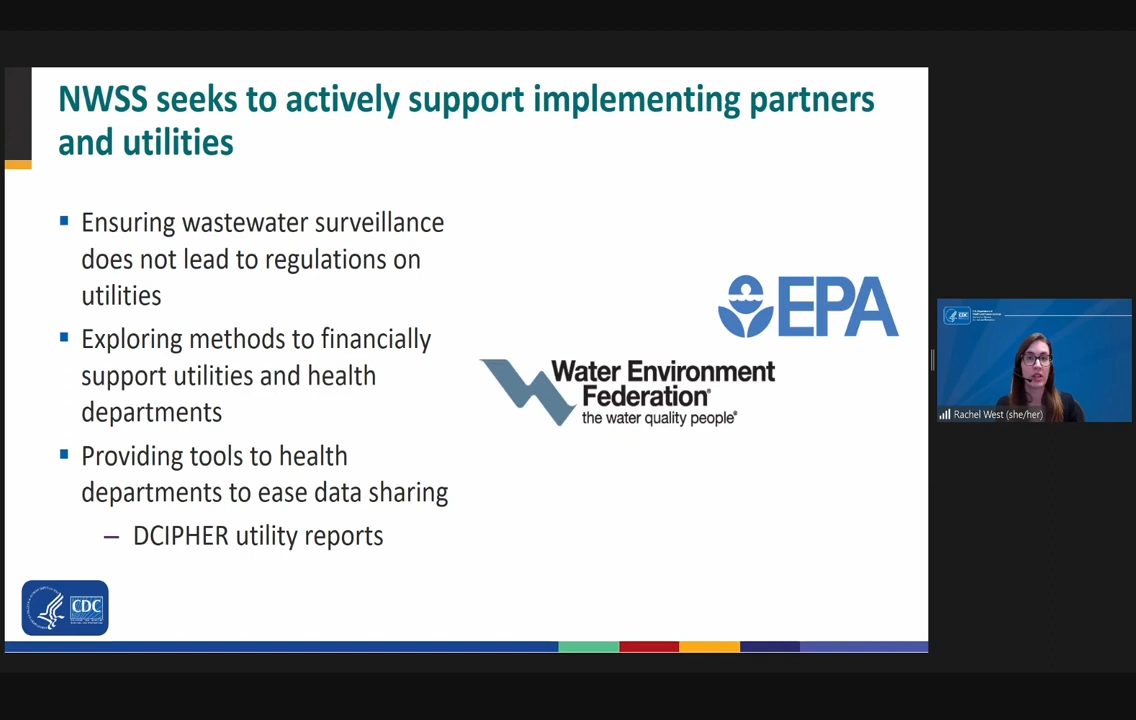 NWSS seeks to actively support implementing partners
and utilities
Ensuring wastewater surveillance
does not lead to regulations on
utilities
Exploring methods to financially
support utilities and health
departments
Providing tools to health
departments to ease data sharing
– DCIPHER utility reports
EPA
Water Environment
Federation®
the water quality people®
CDC
CDC
Rachel West (she/her)